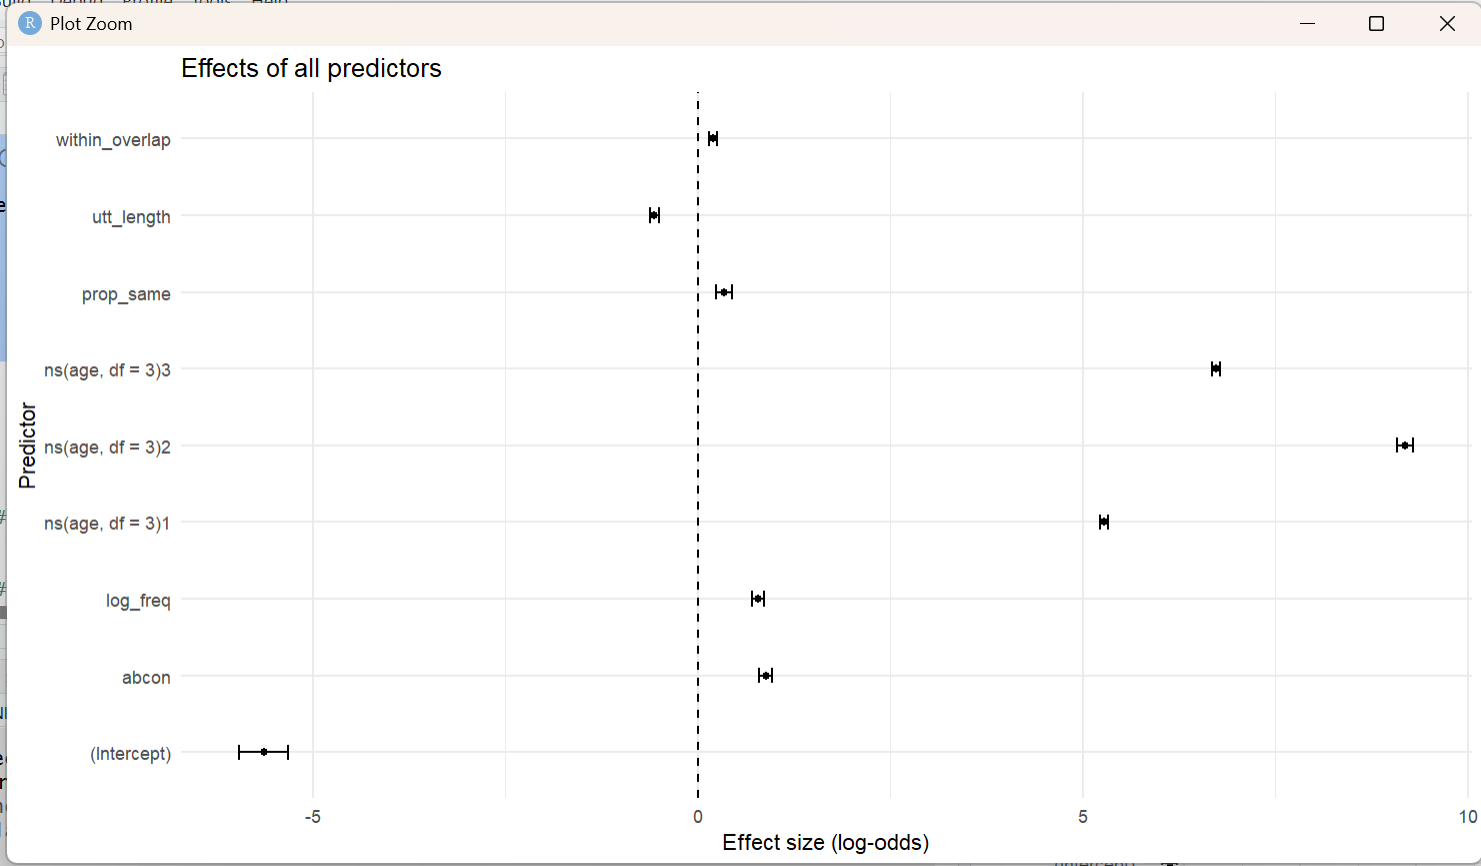 R Plot Zoom
Effects of all predictors
within_overlap
utt_length
prop_same
ns(age, df = 3)3
ns(age, df = 3)2
ns(age, df = 3)1
log_freq
abcon
(Intercept)
Predictor
-5 0 5 10
Effect size (log-odds)